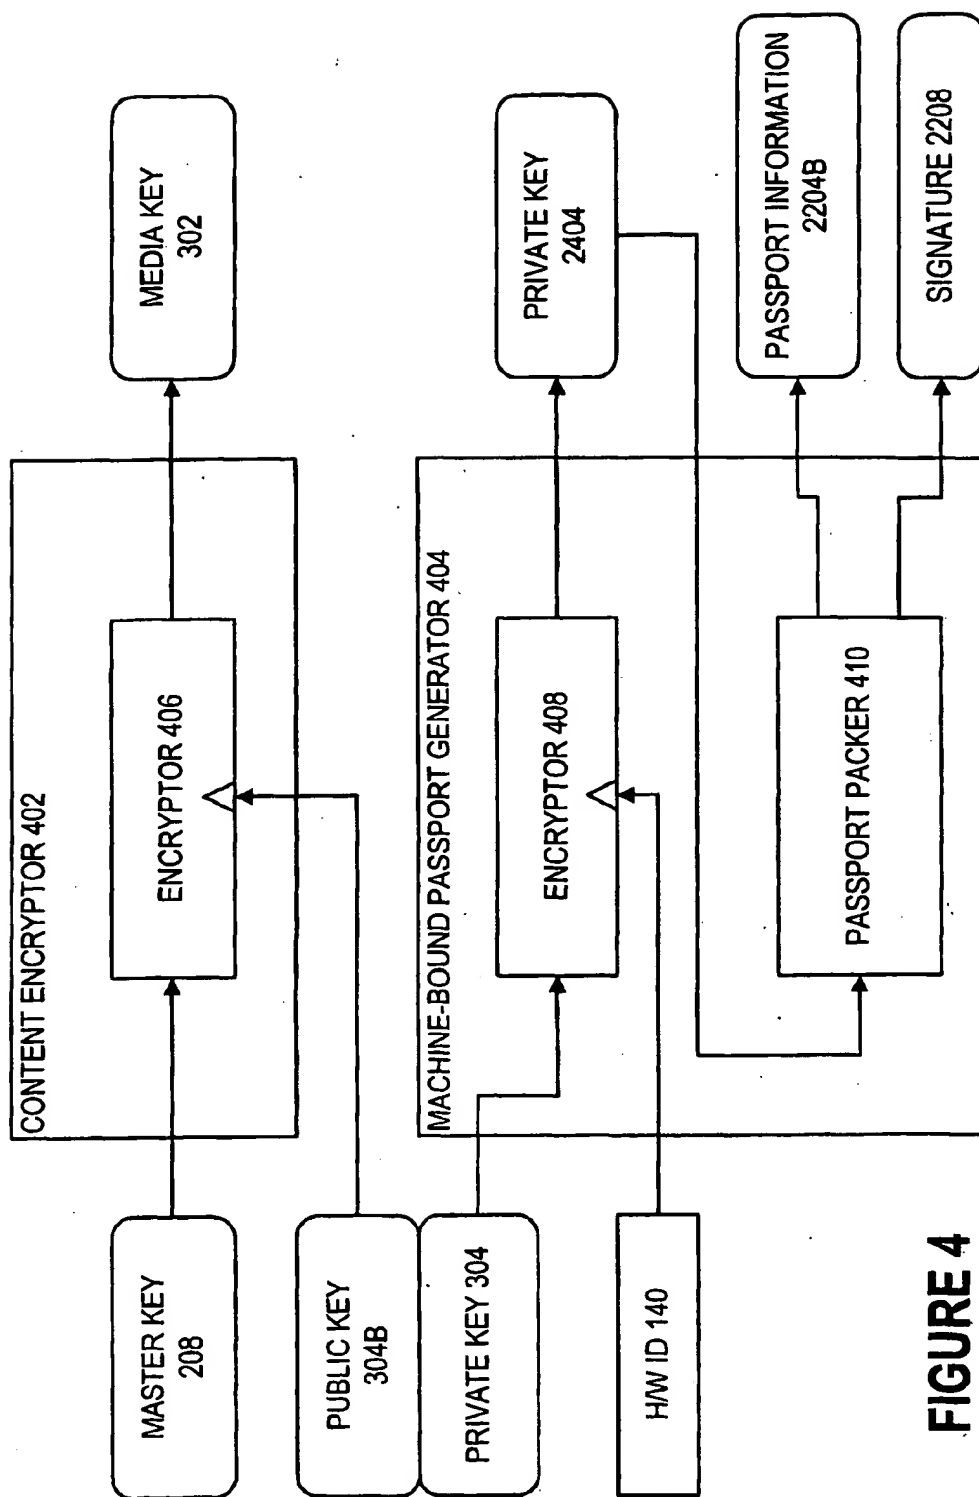 CONTENT ENCRYPTOR 402
MASTER KEY
208
ENCRYPTOR 406
MEDIA KEY
302
PUBLIC KEY
304B
PRIVATE KEY 304
H/W ID 140
MACHINE-BOUND PASSPORT GENERATOR 404
ENCRYPTOR 408
PRIVATE KEY
2404
PASSPORT PACKER 410
PASSPORT INFORMATION
2204B
SIGNATURE 2208
FIGURE 4